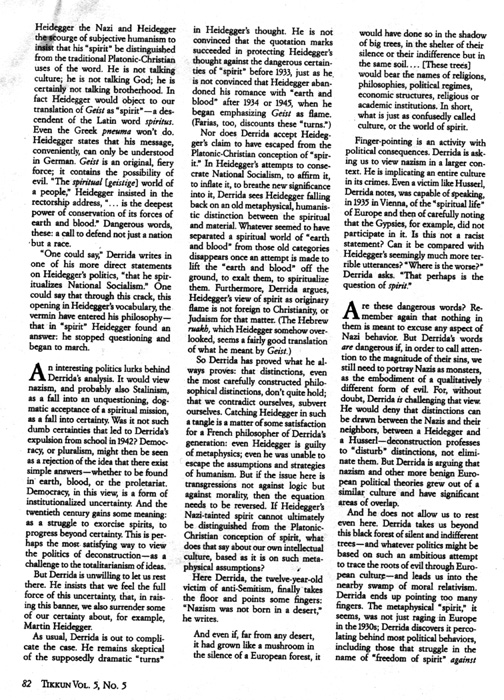 Heidegger the Nazi and Heidegger
the scourge of subjective humanism to
insist that his "spirit" be distinguished
from the traditional Platonic-Christian
uses of the word. He is not talking
culture; he is not talking God; he is
certainly not talking brotherhood. In
fact Heidegger would object to our
translation of Geist as "spirit"—a des-
cendent of the Latin word spiritus.
Even the Greek pneuma won't do.
Heidegger states that his message,
conveniently, can only be understood
in German. Geist is an original, fiery
force; it contains the possibility of
evil. "The spiritual [geistige] world of
a people," Heidegger insisted in the
rectorship address, "... is the deepest
power of conservation of its forces of
earth and blood." Dangerous words,
these: a call to defend not just a nation
but a race.
"One could say," Derrida writes in
one of his more direct statements
on Heidegger's politics, "that he spir-
itualizes National Socialism." One
could say that through this crack, this
opening in Heidegger's vocabulary, the
vermin have entered his philosophy—
that in "spirit" Heidegger found an
answer: he stopped questioning and
began to march.
An interesting politics lurks behind
Derrida's analysis. It would view
nazism, and probably also Stalinism,
as a fall into an unquestioning, dog-
matic acceptance of a spiritual mission,
as a fall into certainty. Was it not such
dumb certainties that led to Derrida's
expulsion from school in 1942? Democ-
racy, or pluralism, might then be seen
as a rejection of the idea that there exist
simple answers—whether to be found
in earth, blood, or the proletariat.
Democracy, in this view, is a form of
institutionalized uncertainty. And the
twentieth century gains some meaning:
as a struggle to exorcise spirits, to
progress beyond certainty. This is per-
haps the most satisfying way to view
the politics of deconstruction—as a
challenge to the totalitarianism of ideas.
But Derrida is unwilling to let us rest
there. He insists that we feel the full
force of this uncertainty, that, in rais-
ing this banner, we also surrender some
of our certainty about, for example,
Martin Heidegger.
As usual, Derrida is out to compli-
cate the case. He remains skeptical
of the supposedly dramatic "turns"
in Heidegger's thought. He is not
convinced that the quotation marks
succeeded in protecting Heidegger's
thought against the dangerous certain-
ties of "spirit" before 1933, just as he
is not convinced that Heidegger aban-
doned his romance with "earth and
blood" after 1934 or 1945, when he
began emphasizing Geist as flame.
(Farias, too, discounts these "turns.")
Nor does Derrida accept Heideg-
ger's claim to have escaped from the
Platonic-Christian conception of "spir-
it." In Heidegger's attempts to conse-
crate National Socialism, to affirm it,
to inflate it, to breathe new significance
into it, Derrida sees Heidegger falling
back on an old metaphysical, humanis-
tic distinction between the spiritual
and material. Whatever seemed to have
separated a spiritual world of "earth
and blood" from those old categories
disappears once an attempt is made to
lift the "earth and blood" off the
ground, to exalt them, to spiritualize
them. Furthermore, Derrida argues,
Heidegger's view of spirit as originary
flame is not foreign to Christianity, or
Judaism for that matter. (The Hebrew
ruakh, which Heidegger somehow over-
looked, seems a fairly good translation
of what he meant by Geist.)
So Derrida has proved what he al-
ways proves: that distinctions, even
the most carefully constructed philo-
sophical distinctions, don't quite hold;
that we contradict ourselves, subvert
ourselves. Catching Heidegger in such
a tangle is a matter of some satisfaction
for a French philosopher of Derrida's
generation: even Heidegger is guilty
of metaphysics; even he was unable to
escape the assumptions and strategies
of humanism. But if the issue here is
transgressions not against logic but
against morality, then the equation
needs to be reversed. If Heidegger's
Nazi-tainted spirit cannot ultimately
be distinguished from the Platonic-
Christian conception of spirit, what
does that say about our own intellectual
culture, based as it is on such meta-
physical assumptions?
Here Derrida, the twelve-year-old
victim of anti-Semitism, finally takes
the floor and points some fingers:
"Nazism was not born in a desert,"
he writes.
And even if, far from any desert,
it had grown like a mushroom in
the silence of a European forest, it
would have done so in the shadow
of big trees, in the shelter of their
silence or their indifference but in
the same soil.... [These trees]
would bear the names of religions,
philosophies, political regimes,
economic structures, religious or
academic institutions. In short,
what is just as confusedly called
culture, or the world of spirit.
Finger-pointing is an activity with
political consequences. Derrida is ask-
ing us to view nazism in a larger con-
text. He is implicating an entire culture
in its crimes. Even a victim like Husserl,
Derrida notes, was capable of speaking,
in 1935 in Vienna, of the "spiritual life"
of Europe and then of carefully noting
that the Gypsies, for example, did not
participate in it. Is this not a racist
statement? Can it be compared with
Heidegger's seemingly much more ter-
rible utterances? "Where is the worse?"
Derrida asks. "That perhaps is the
question of spirit."
Are these dangerous words? Re-
member again that nothing in
them is meant to excuse any aspect of
Nazi behavior. But Derrida's words
are dangerous if, in order to call atten-
tion to the magnitude of their sins, we
still need to portray Nazis as monsters,
as the embodiment of a qualitatively
different form of evil. For, without
doubt, Derrida is challenging that view.
He would deny that distinctions can
be drawn between the Nazis and their
neighbors, between a Heidegger and
a Husserl—deconstruction professes
to "disturb" distinctions, not elimi-
nate them. But Derrida is arguing that
nazism and other more benign Euro-
pean political theories grew out of a
similar culture and have significant
areas of overlap.
And he does not allow us to rest
even here. Derrida takes us beyond
this black forest of silent and indifferent
trees—and whatever politics might be
based on such an ambitious attempt
to trace the roots of evil through Euro-
pean culture—and leads us into the
nearby swamp of moral relativism.
Derrida ends up pointing too many
fingers. The metaphysical "spirit," it
seems, was not just raging in Europe
in the 1930s; Derrida discovers it perco-
lating behind most political behaviors,
including those that struggle in the
name of "freedom of spirit" against
82 TIKKUN VOL. 5, NO. 5